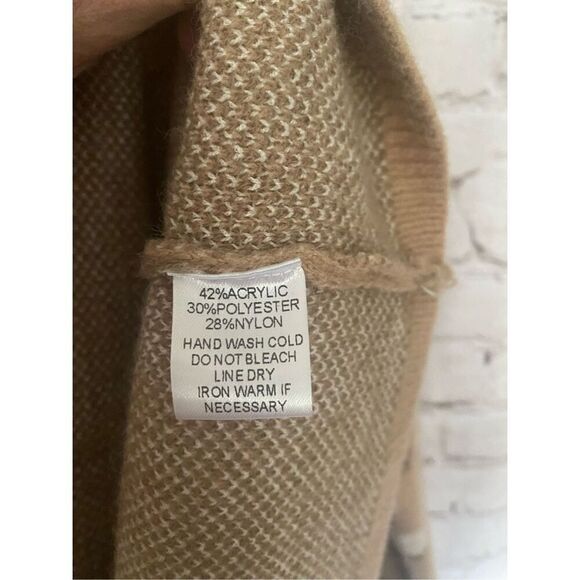 42%ACRYLIC
30%POLYESTER
28%NYLON
HAND WASH COLD
DO NOT BLEACH
LINE DRY
IRON WARM IF
NECESSARY